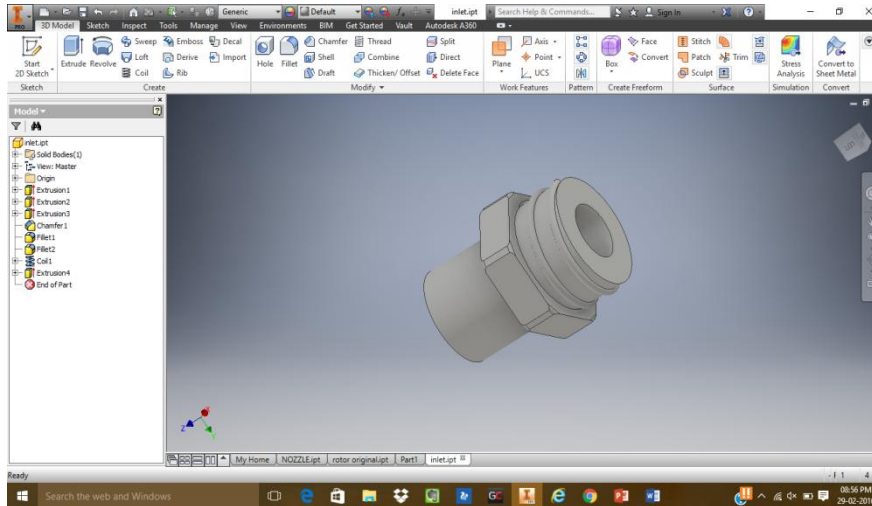 PRO
Generic
Default
inlet.ipt
Search Help & Commands...
Sign In
3D Model Sketch Inspect Tools Manage View Environments BIM Get Started Vault Autodesk A360
Start
2D Sketch
Extrude Revolve
Sweep Emboss Decal
Loft Derive Import
Coil Rib
Hole Fillet
Chamfer Thread Split
Shell Combine Direct
Draft Thicken/ Offset Delete Face
Plane
Axis
Point
UCS
Box
Face
Convert
Stitch
Patch Trim
Sculpt
Stress
Analysis
Convert to
Sheet Metal
Sketch Create Modify Work Features Pattern Create Freeform Surface Simulation Convert
Model
inlet.ipt
Solid Bodies(1)
View: Master
Origin
Extrusion1
Extrusion2
Extrusion3
Chamfer1
Fillet1
Fillet2
Coil1
Extrusion4
End of Part
Z X Y
My Home NOZZLE.ipt rotor original.ipt Part1 inlet.ipt
Ready
1 4
Search the web and Windows
GC
08:56 PM
29-02-201